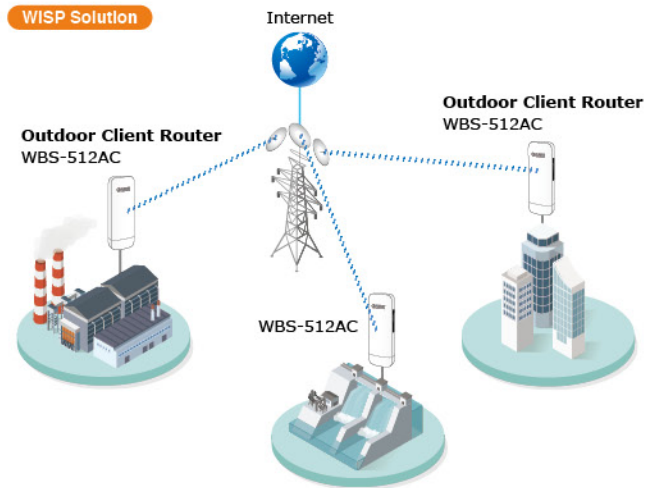 WISP Solution
Internet
Outdoor Client Router
WBS-512AC
Outdoor Client Router
WBS-512AC
WBS-512AC